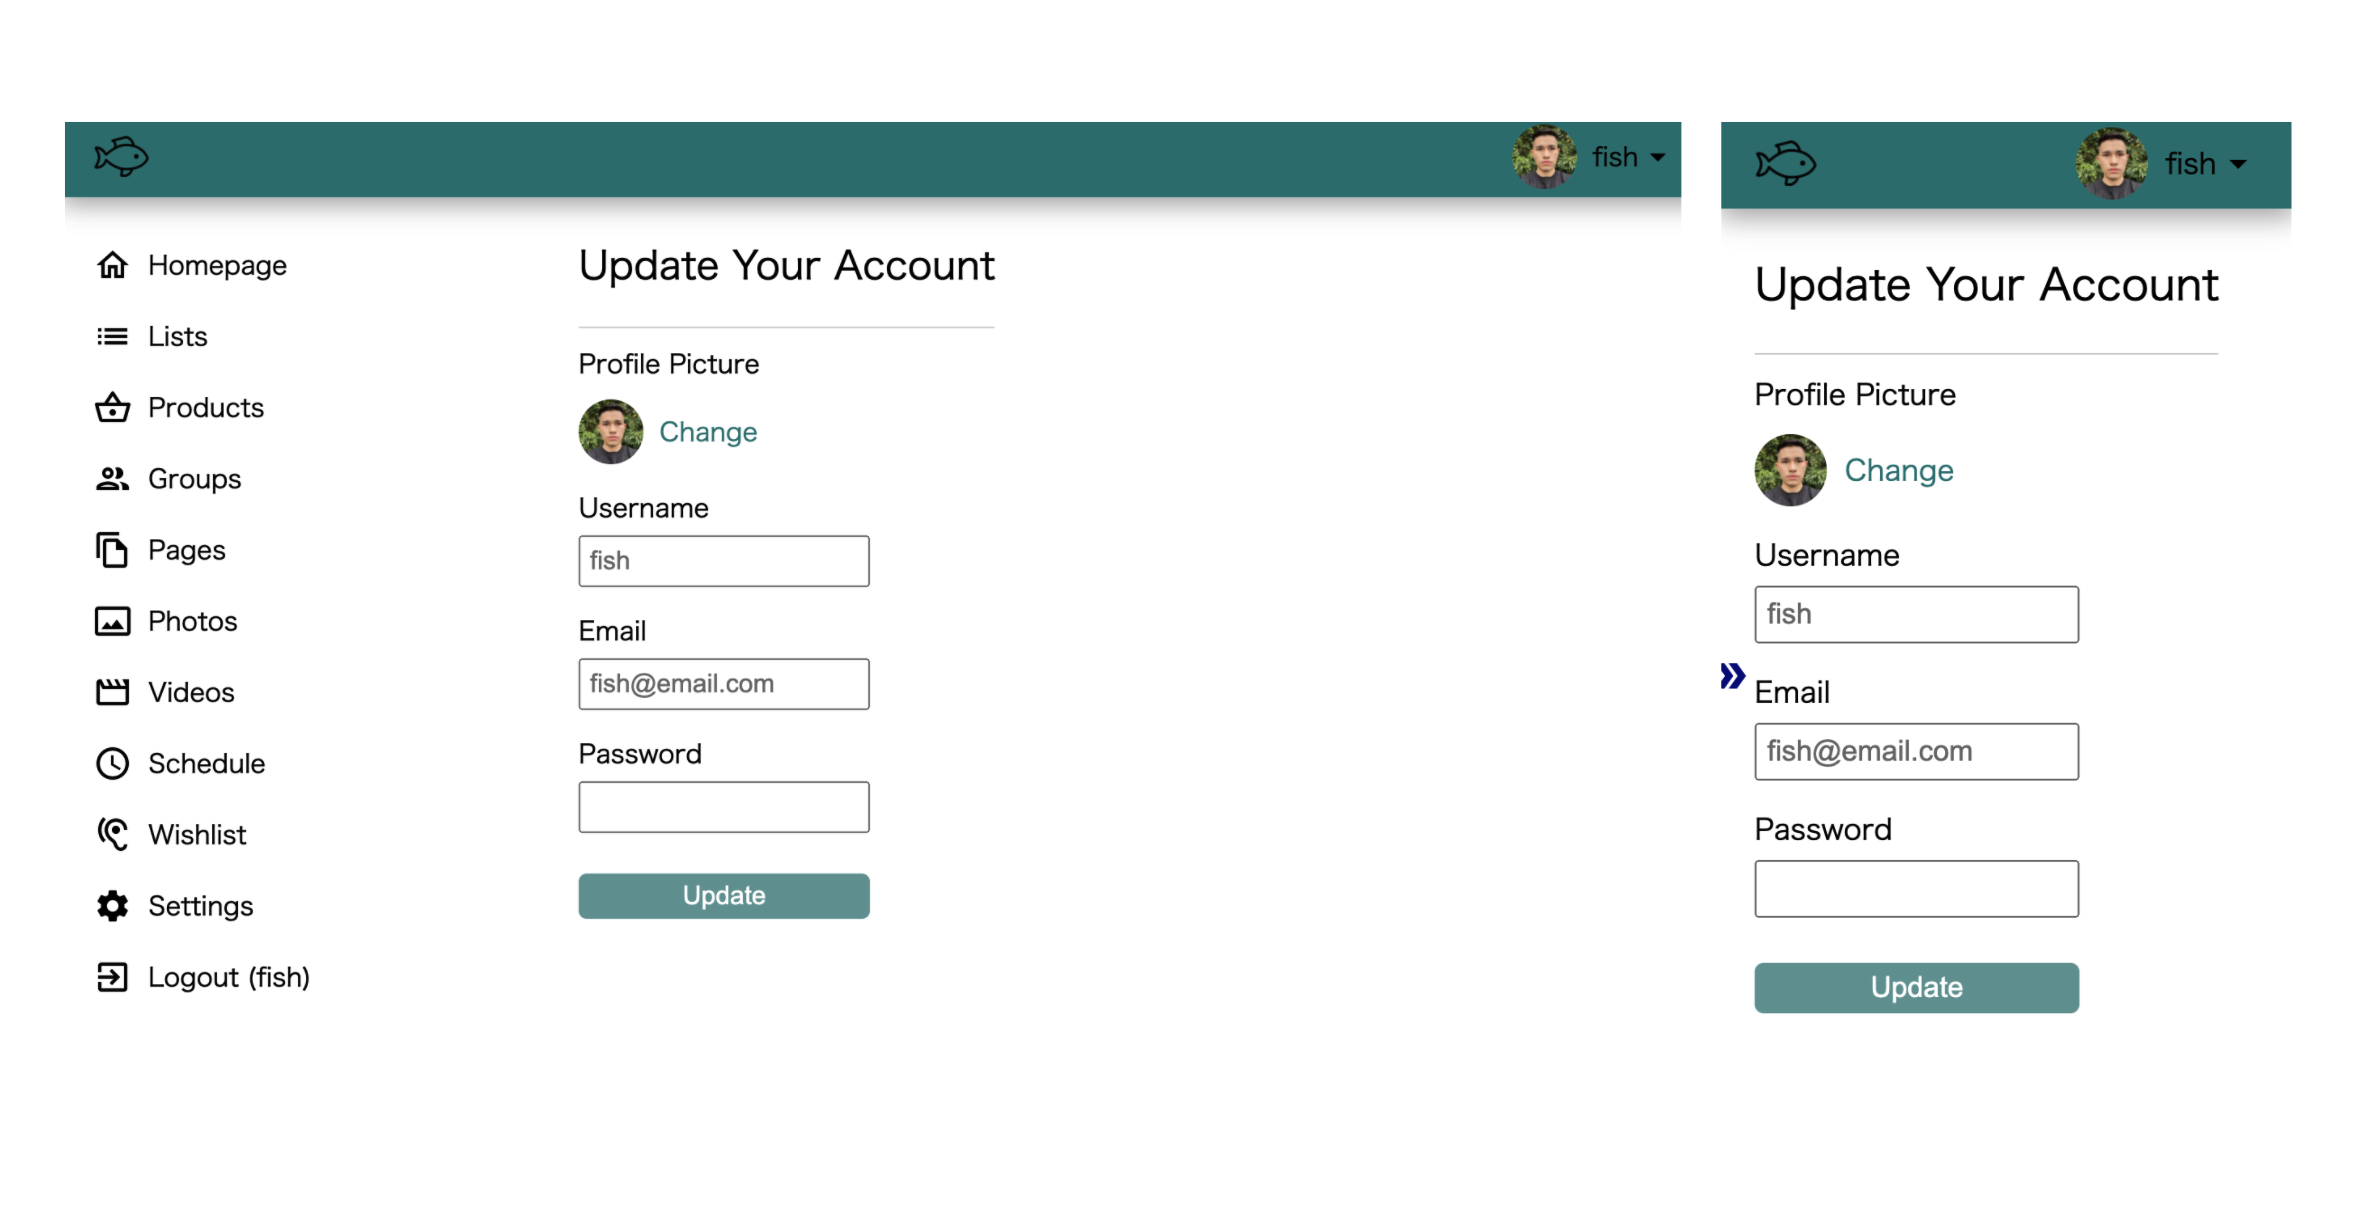 fish
Homepage
Lists
Products
Groups
Pages
Photos
Videos
Schedule
Wishlist
Settings
Logout (fish)
Update Your Account
Profile Picture
Change
Username
fish
Email
fish@email.com
Password
Update
fish
Update Your Account
Profile Picture
Change
Username
fish
»
Email
fish@email.com
Password
Update